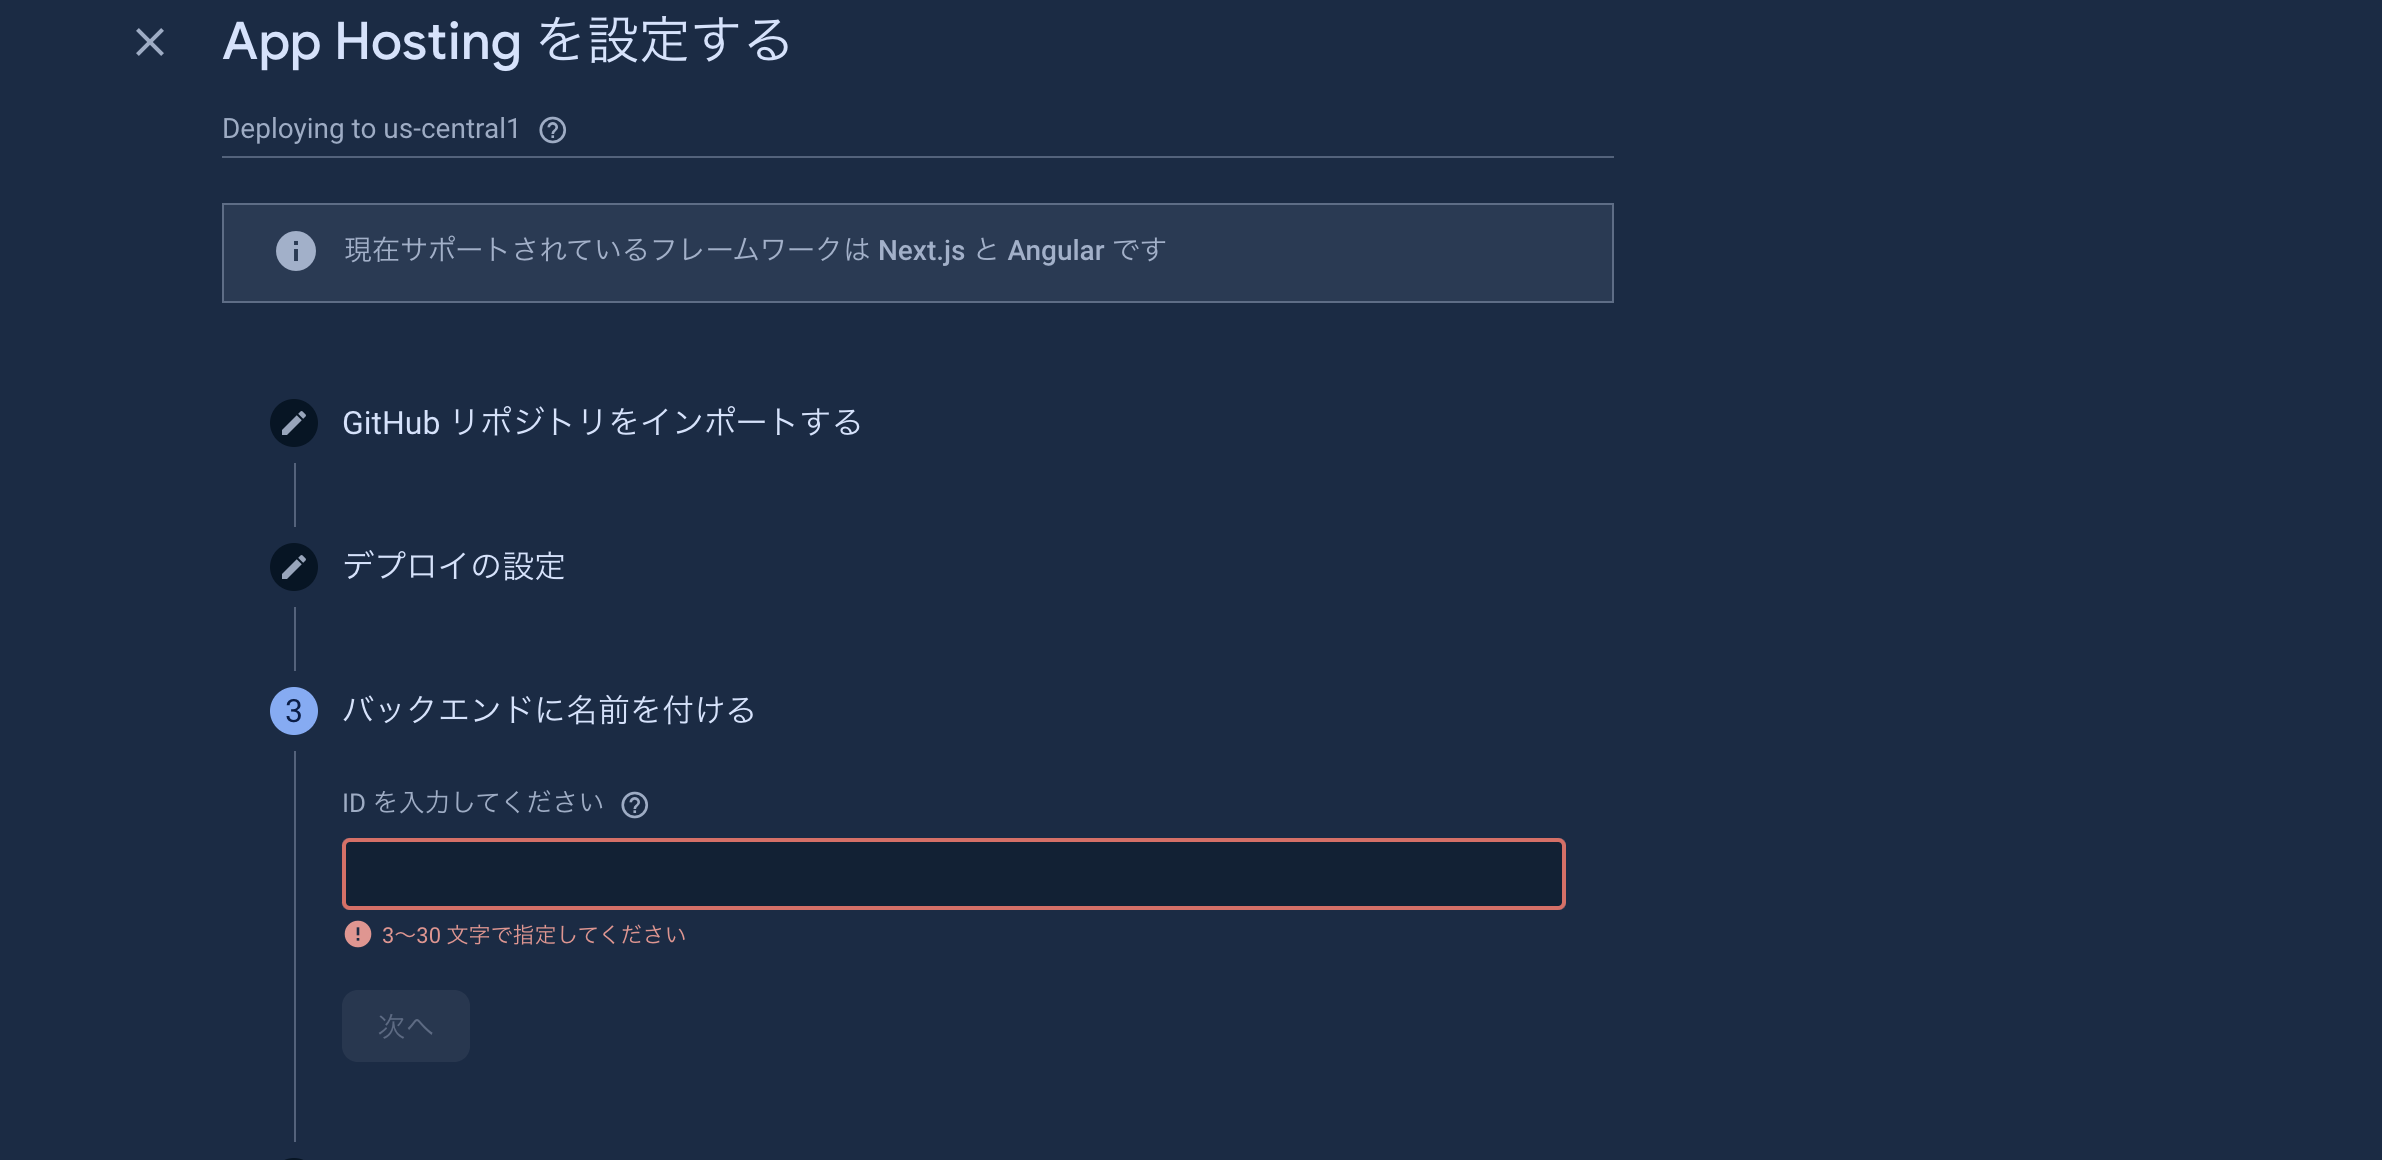 App Hosting を設定する
Deploying to us-central1
現在サポートされているフレームワークは Next.js と Angular です
GitHub リポジトリをインポートする
デプロイの設定
3 バックエンドに名前を付ける
ID を入力してください
3〜30 文字で指定してください
次へ